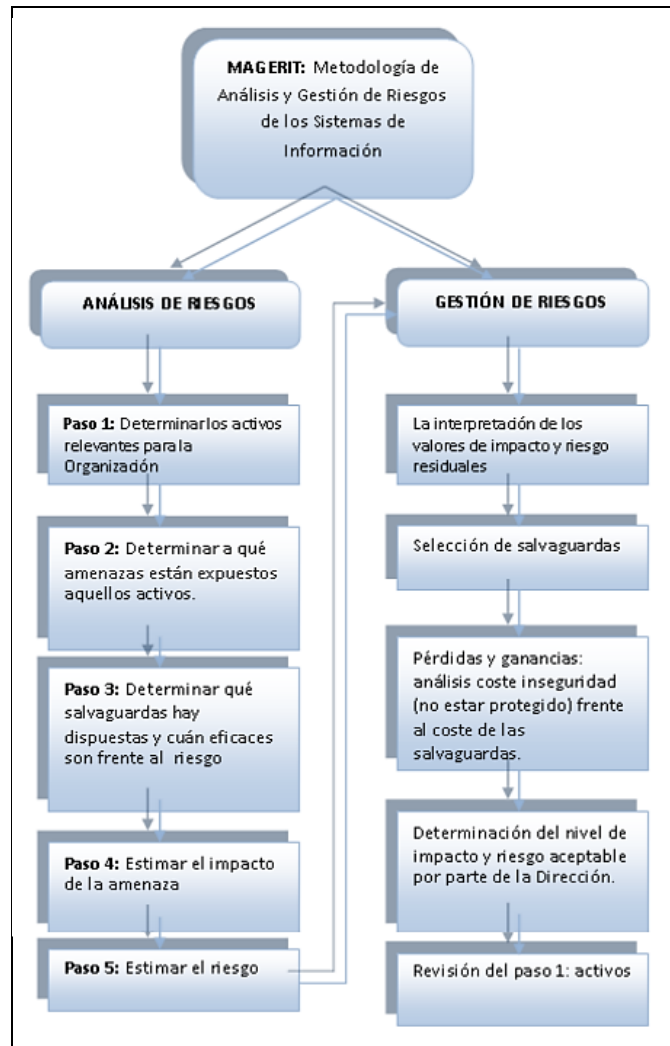 MAGERIT: Metodología de
Análisis y Gestión de Riesgos
de los Sistemas de
Información
ANÁLISIS DE RIESGOS
Paso 1: Determinarlos activos
relevantes para la
Organización
Paso 2: Determinar a qué
amenazas están expuestos
aquellos activos.
Paso 3: Determinar qué
salvaguardas hay
dispuestas y cuán eficaces
son frente al riesgo
Paso 4: Estimar el impacto
de la amenaza
Paso 5: Estimar el riesgo
GESTIÓN DE RIESGOS
La interpretación de los
valores de impacto y riesgo
residuales
Selección de salvaguardas
Pérdidas y ganancias:
análisis coste inseguridad
(no estar protegido) frente
al coste de las
salvaguardas.
Determinación del nivel de
impacto y riesgo aceptable
por parte de la Dirección.
Revisión del paso 1: activos